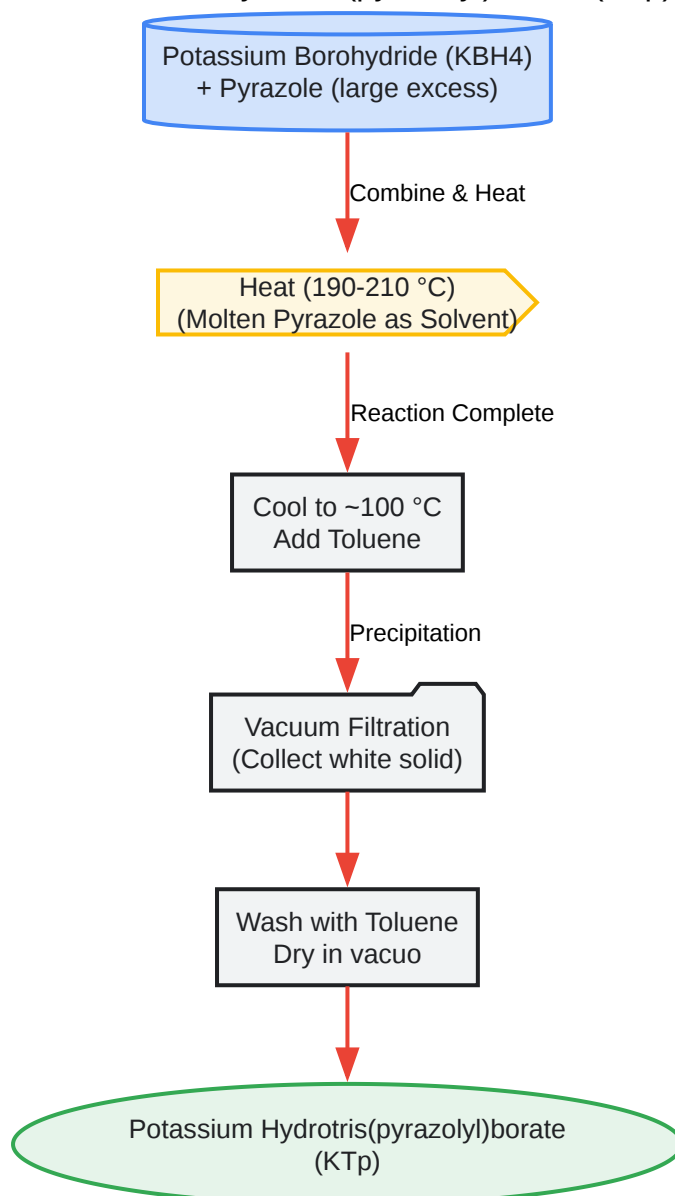 Potassium Borohydride (KBH4)
+ Pyrazole (large excess)
Combine & Heat
Heat (190-210 °C)
(Molten Pyrazole as Solvent)
Reaction Complete
Cool to ~100 °C
Add Toluene
Precipitation
Vacuum Filtration
(Collect white solid)
Wash with Toluene
Dry in vacuo
Potassium Hydrotris(pyrazolyl)borate
(KTp)